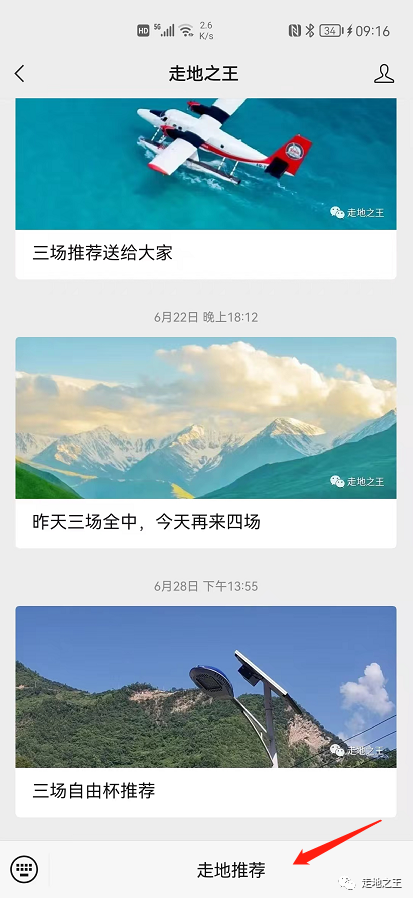 HD 5G 2.6 K/s 34 09:16
走地之王
走地之王
三场推荐送给大家
6月22日 晚上18:12
走地之王
昨天三场全中，今天再来四场
6月28日 下午13:55
走地之王
三场自由杯推荐
走地推荐
走地之王